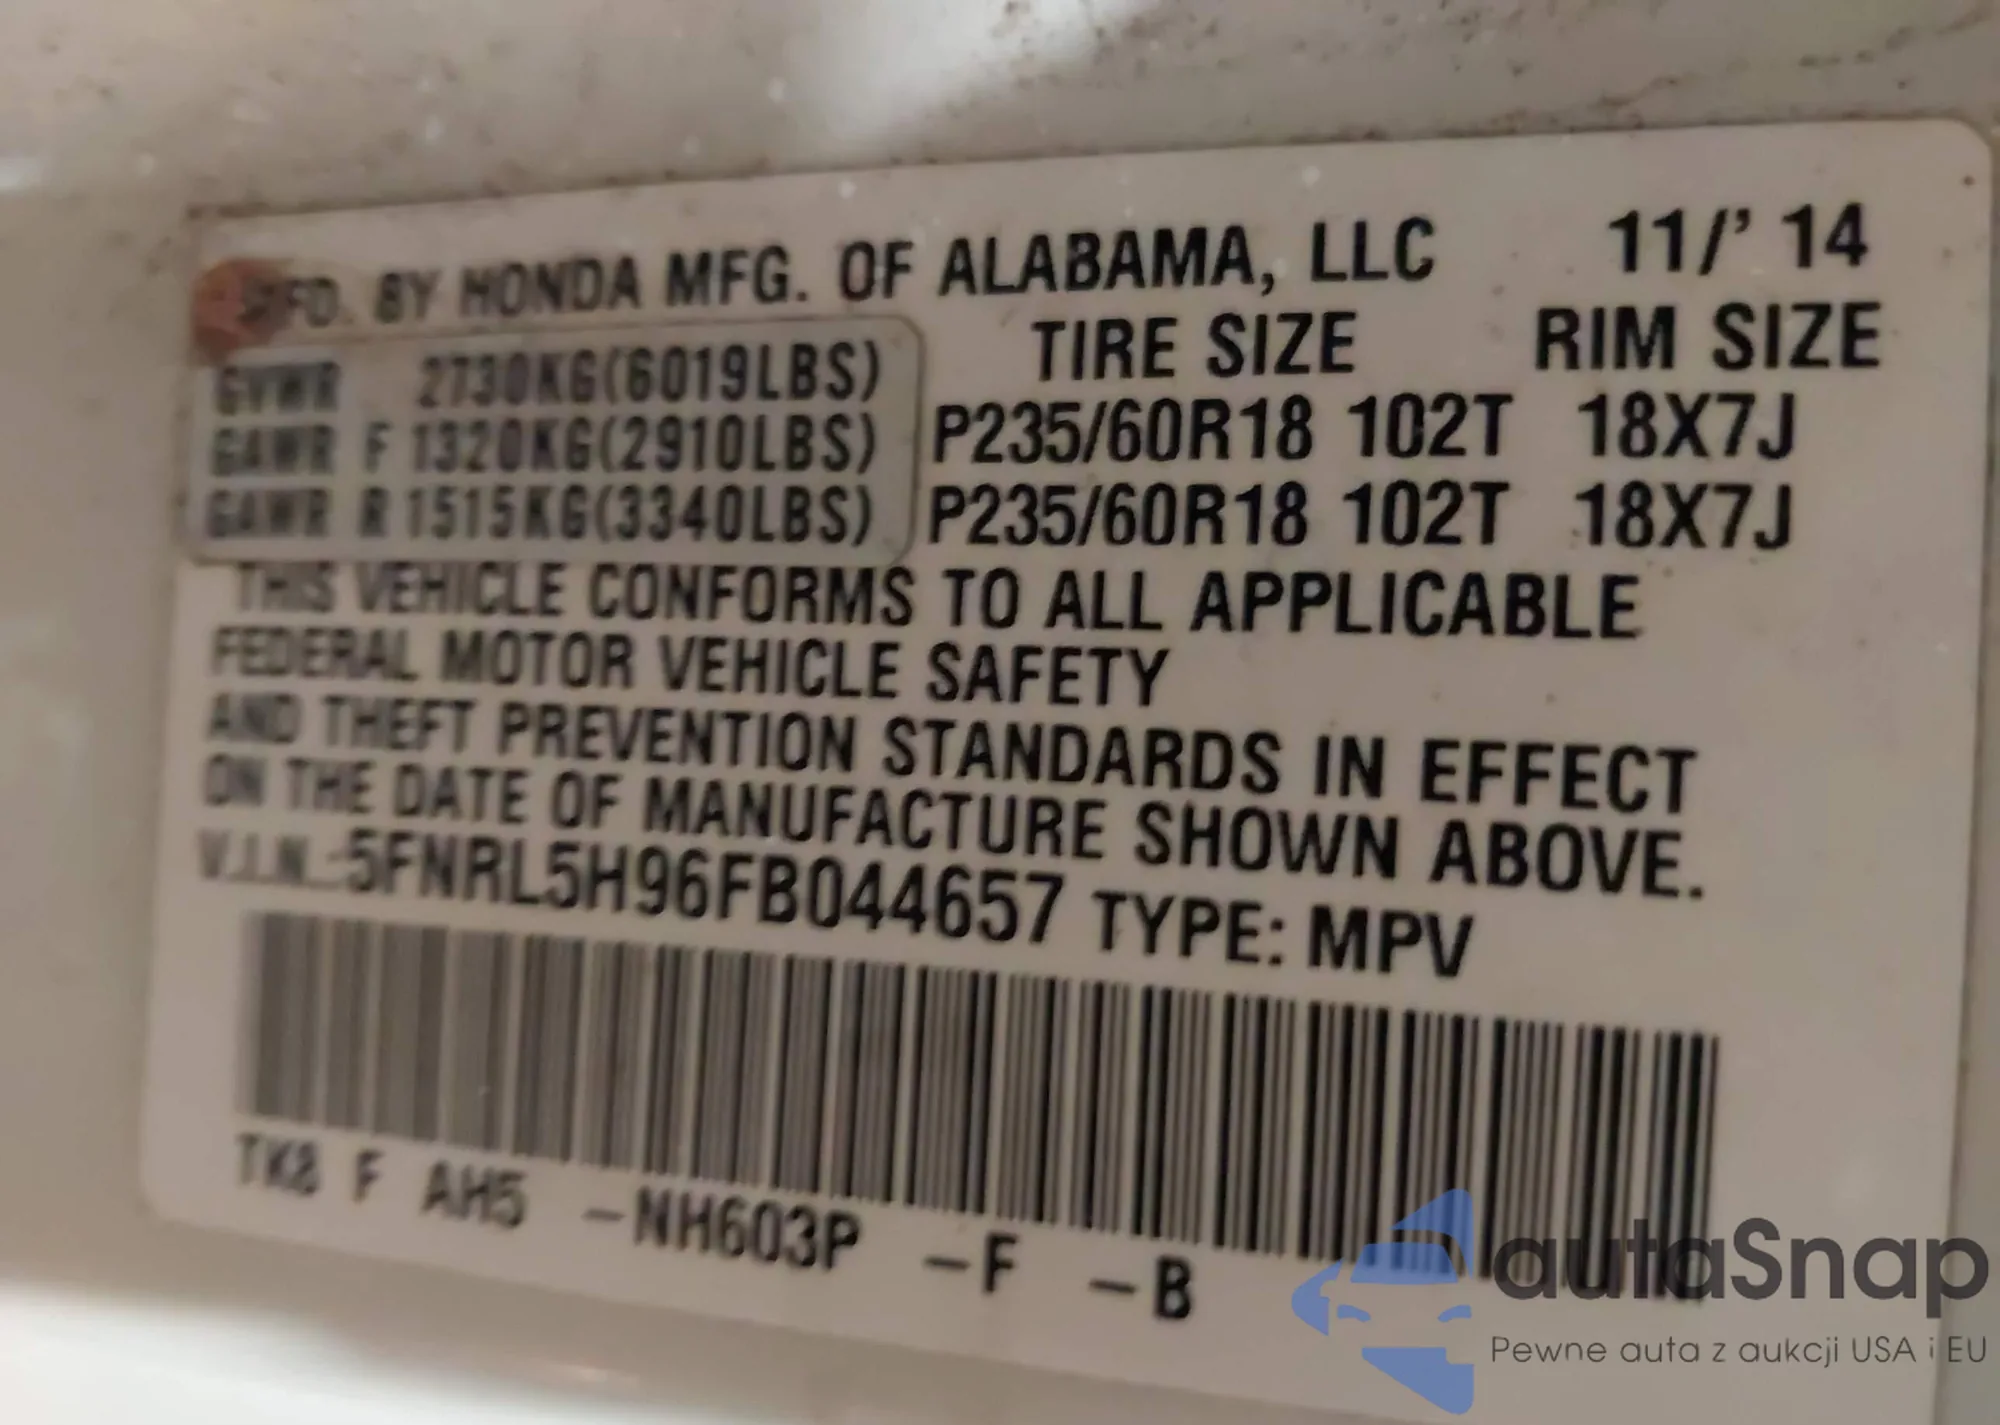 MFD. BY HONDA MFG. OF ALABAMA, LLC 11/' 14
TIRE SIZE RIM SIZE
GVWR 2730KG(6019LBS)
GAWR F 1320KG(2910LBS) P235/60R18 102T 18X7J
GAWR R 1515KG(3340LBS) P235/60R18 102T 18X7J
THIS VEHICLE CONFORMS TO ALL APPLICABLE
FEDERAL MOTOR VEHICLE SAFETY
AND THEFT PREVENTION STANDARDS IN EFFECT
ON THE DATE OF MANUFACTURE SHOWN ABOVE.
V.I.N.:5FNRL5H96FB044657 TYPE: MPV
TK8 F AH5 -NH603P -F -B
autaSnap
Pewne auta z aukcji USA i EU